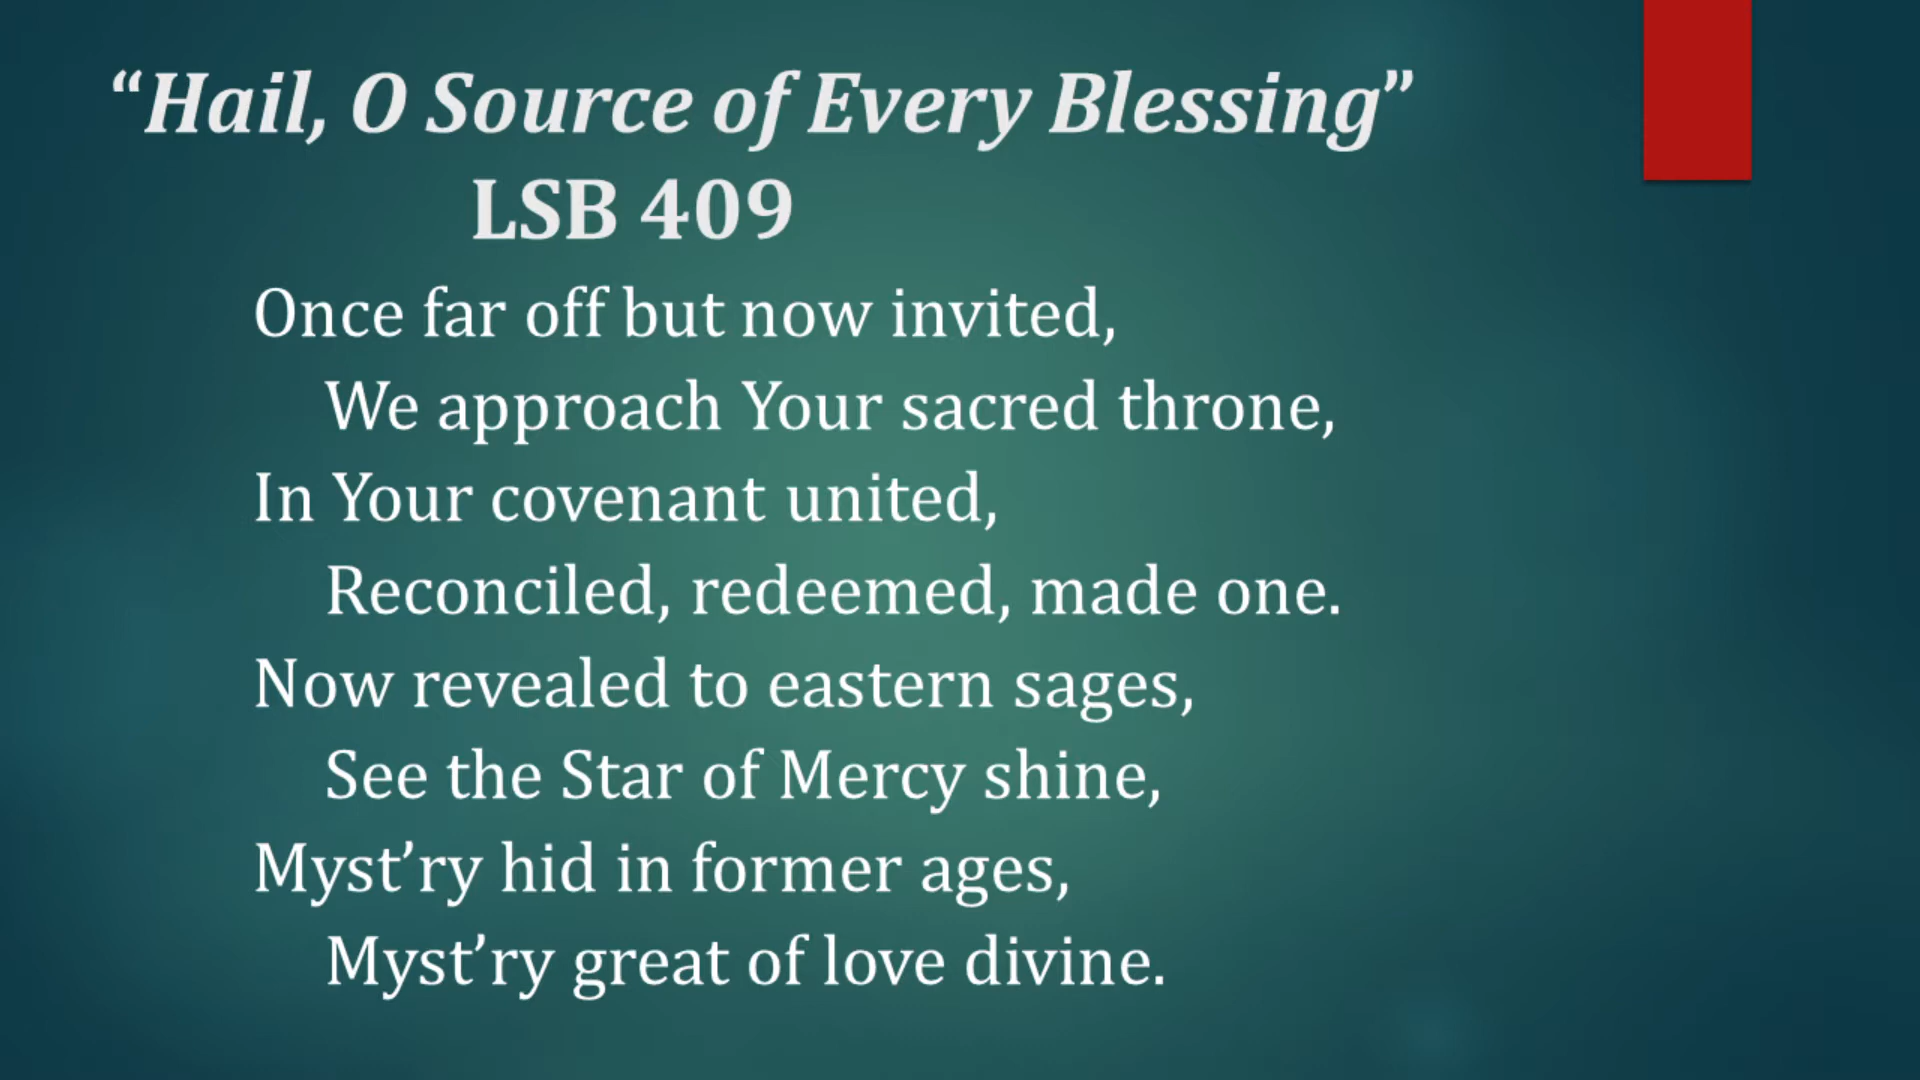 “Hail, O Source of Every Blessing”
LSB 409
Once far off but now invited,
We approach Your sacred throne,
In Your covenant united,
Reconciled, redeemed, made one.
Now revealed to eastern sages,
See the Star of Mercy shine,
Myst’ry hid in former ages,
Myst’ry great of love divine.